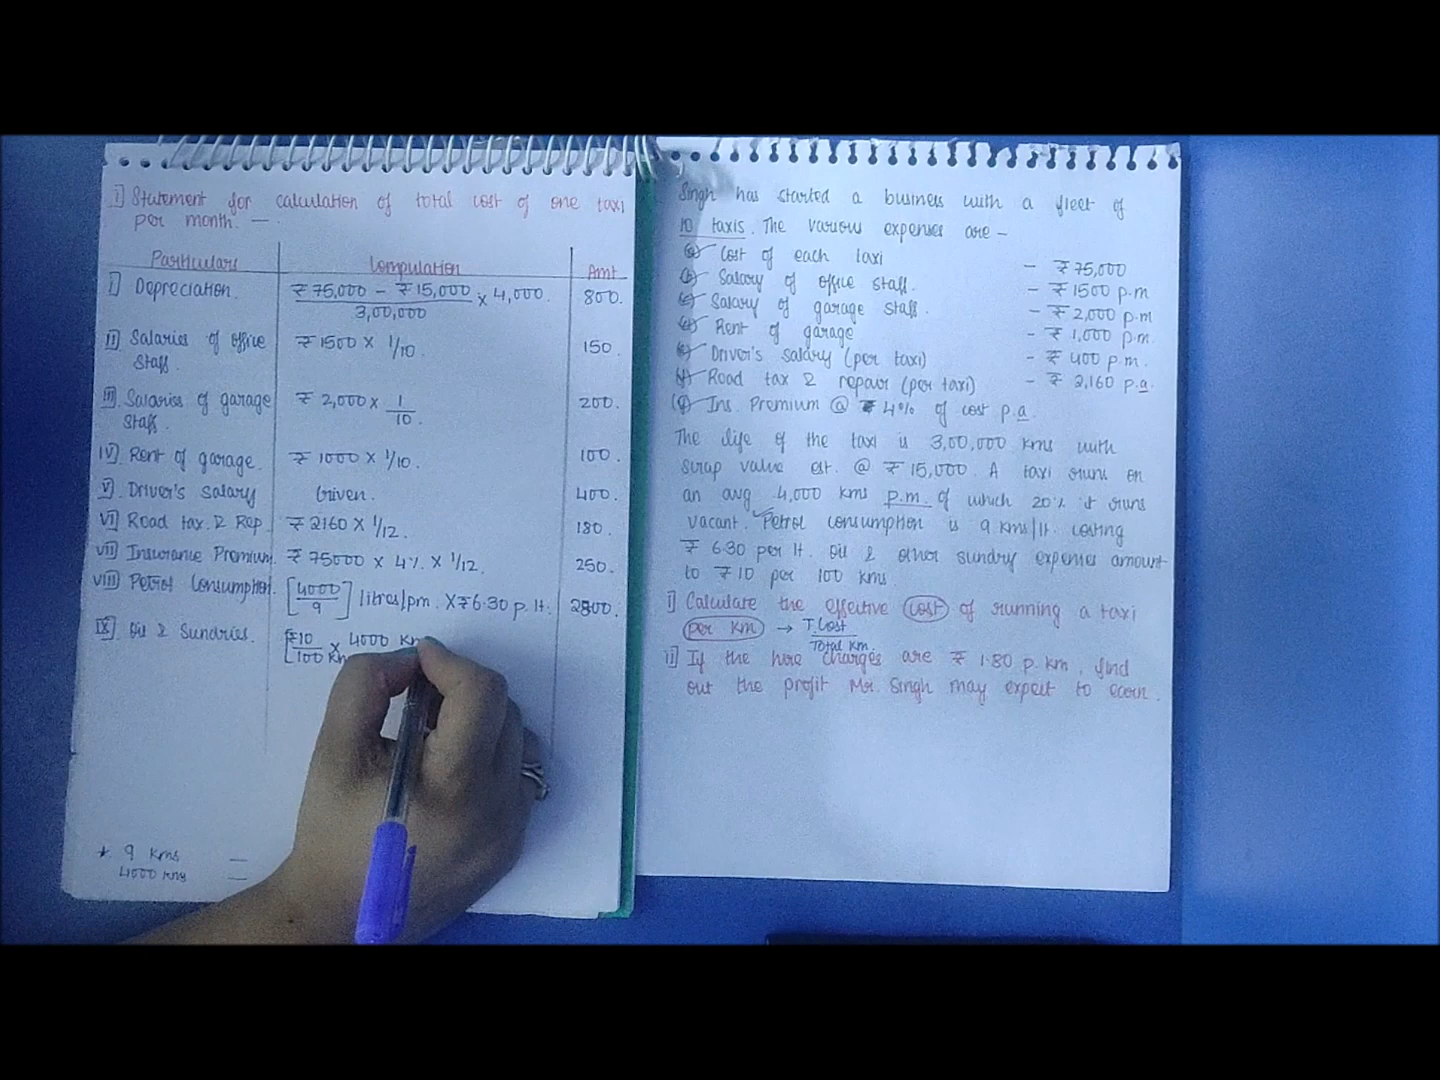 I] Statement for calculation of total cost of one taxi
per month. —
Particulars Computation Amt
I] Depreciation. ₹ 75,000 - ₹ 15,000 × 4,000. 800.
3,00,000
II] Salaries of office ₹ 1500 × 1/10. 150.
Staff.
III] Salaries of garage ₹ 2,000 × 1/10. 200.
Staff.
IV] Rent of garage. ₹ 1000 × 1/10. 100.
V] Driver's Salary Given. 400.
VI] Road tax. & Rep. ₹ 2160 × 1/12. 180.
VII] Insurance Premium ₹ 75000 × 4% × 1/12. 250.
VIII] Petrol Consumption. [4000/9] litres/pm. × ₹ 6.30 p. lt. 2800.
IX] Oil & Sundries. [₹10/100 km × 4000 km
* 9 kms —
4000 kms —
Singh has started a business with a fleet of
10 taxis. The various expenses are -
(a) Cost of each taxi - ₹ 75,000
(b) Salary of office staff. - ₹ 1500 p.m
(c) Salary of garage staff. - ₹ 2,000 p.m
(d) Rent of garage - ₹ 1,000 p.m.
(e) Driver's salary (per taxi) - ₹ 400 p.m.
(f) Road tax & repair (per taxi) - ₹ 2,160 p.a.
(g) Ins. Premium @ 4% of cost p.a.
The life of the taxi is 3,00,000 kms with
scrap value est. @ ₹ 15,000. A taxi runs on
an avg 4,000 kms p.m. of which 20% it runs
vacant. Petrol consumption is 9 kms/lt. costing
₹ 6.30 per lt. Oil & other sundry expenses amount
to ₹ 10 per 100 kms
I] Calculate the effective cost of running a taxi
per km → T.Cost
Total Km.
II] If the hire charges are ₹ 1.80 p. km, find
out the profit Mr. Singh may expect to earn.